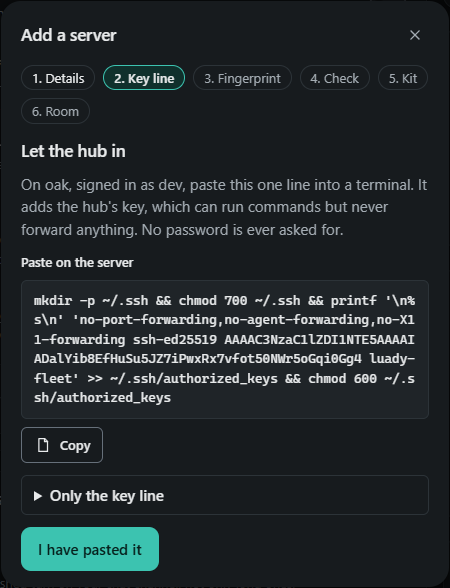 Add a server
1. Details
2. Key line
3. Fingerprint
4. Check
5. Kit
6. Room
Let the hub in
On oak, signed in as dev, paste this one line into a terminal. It
adds the hub's key, which can run commands but never
forward anything. No password is ever asked for.
Paste on the server
mkdir -p ~/.ssh && chmod 700 ~/.ssh && printf '\n%
s\n' 'no-port-forwarding,no-agent-forwarding,no-X1
1-forwarding ssh-ed25519 AAAAC3NzaC1lZDI1NTE5AAAAI
ADalYib8EfHuSu5JZ7iPwxRx7vfot50NWr5oGqi0Gg4 luady-
fleet' >> ~/.ssh/authorized_keys && chmod 600 ~/.s
sh/authorized_keys
Copy
Only the key line
I have pasted it